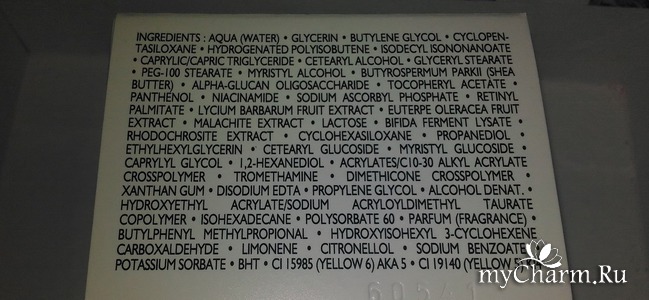 INGREDIENTS : AQUA (WATER) • GLYCERIN • BUTYLENE GLYCOL • CYCLOPEN-
TASILOXANE • HYDROGENATED POLYISOBUTENE • ISODECYL ISONONANOATE
• CAPRYLIC/CAPRIC TRIGLYCERIDE • CETEARYL ALCOHOL • GLYCERYL STEARATE
• PEG-100 STEARATE • MYRISTYL ALCOHOL • BUTYROSPERMUM PARKII (SHEA
BUTTER) • ALPHA-GLUCAN OLIGOSACCHARIDE • TOCOPHERYL ACETATE •
PANTHENOL • NIACINAMIDE • SODIUM ASCORBYL PHOSPHATE • RETINYL
PALMITATE • LYCIUM BARBARUM FRUIT EXTRACT • EUTERPE OLERACEA FRUIT
EXTRACT • MALACHITE EXTRACT • LACTOSE • BIFIDA FERMENT LYSATE •
RHODOCHROSITE EXTRACT • CYCLOHEXASILOXANE • PROPANEDIOL •
ETHYLHEXYLGLYCERIN • CETEARYL GLUCOSIDE • MYRISTYL GLUCOSIDE •
CAPRYLYL GLYCOL • 1,2-HEXANEDIOL • ACRYLATES/C10-30 ALKYL ACRYLATE
CROSSPOLYMER • TROMETHAMINE • DIMETHICONE CROSSPOLYMER •
XANTHAN GUM • DISODIUM EDTA • PROPYLENE GLYCOL • ALCOHOL DENAT. •
HYDROXYETHYL ACRYLATE/SODIUM ACRYLOYLDIMETHYL TAURATE
COPOLYMER • ISOHEXADECANE • POLYSORBATE 60 • PARFUM (FRAGRANCE) •
BUTYLPHENYL METHYLPROPIONAL • HYDROXYISOHEXYL 3-CYCLOHEXENE
CARBOXALDEHYDE • LIMONENE • CITRONELLOL • SODIUM BENZOATE •
POTASSIUM SORBATE • BHT • CI 15985 (YELLOW 6) AKA 5 • CI 19140 (YELLOW 5)
myCharm.Ru